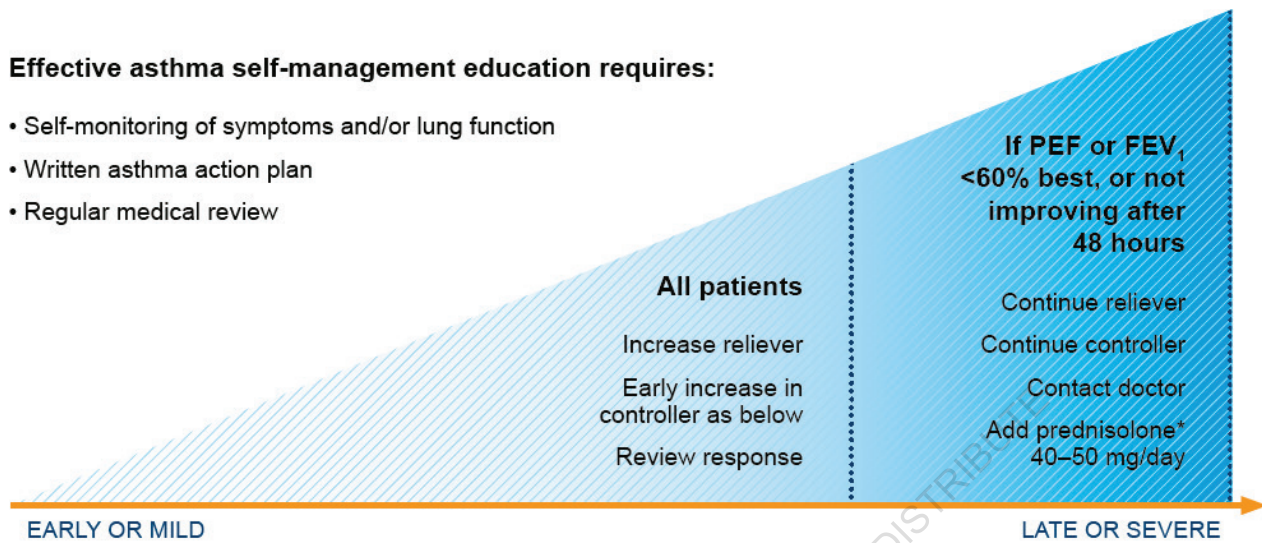 Effective asthma self-management education requires:
• Self-monitoring of symptoms and/or lung function
• Written asthma action plan
• Regular medical review
All patients
Increase reliever
Early increase in
controller as below
Review response
If PEF or FEV₁
<60% best, or not
improving after
48 hours
Continue reliever
Continue controller
Contact doctor
Add prednisolone*
40–50 mg/day
DISTRIBUTE
EARLY OR MILD
LATE OR SEVERE